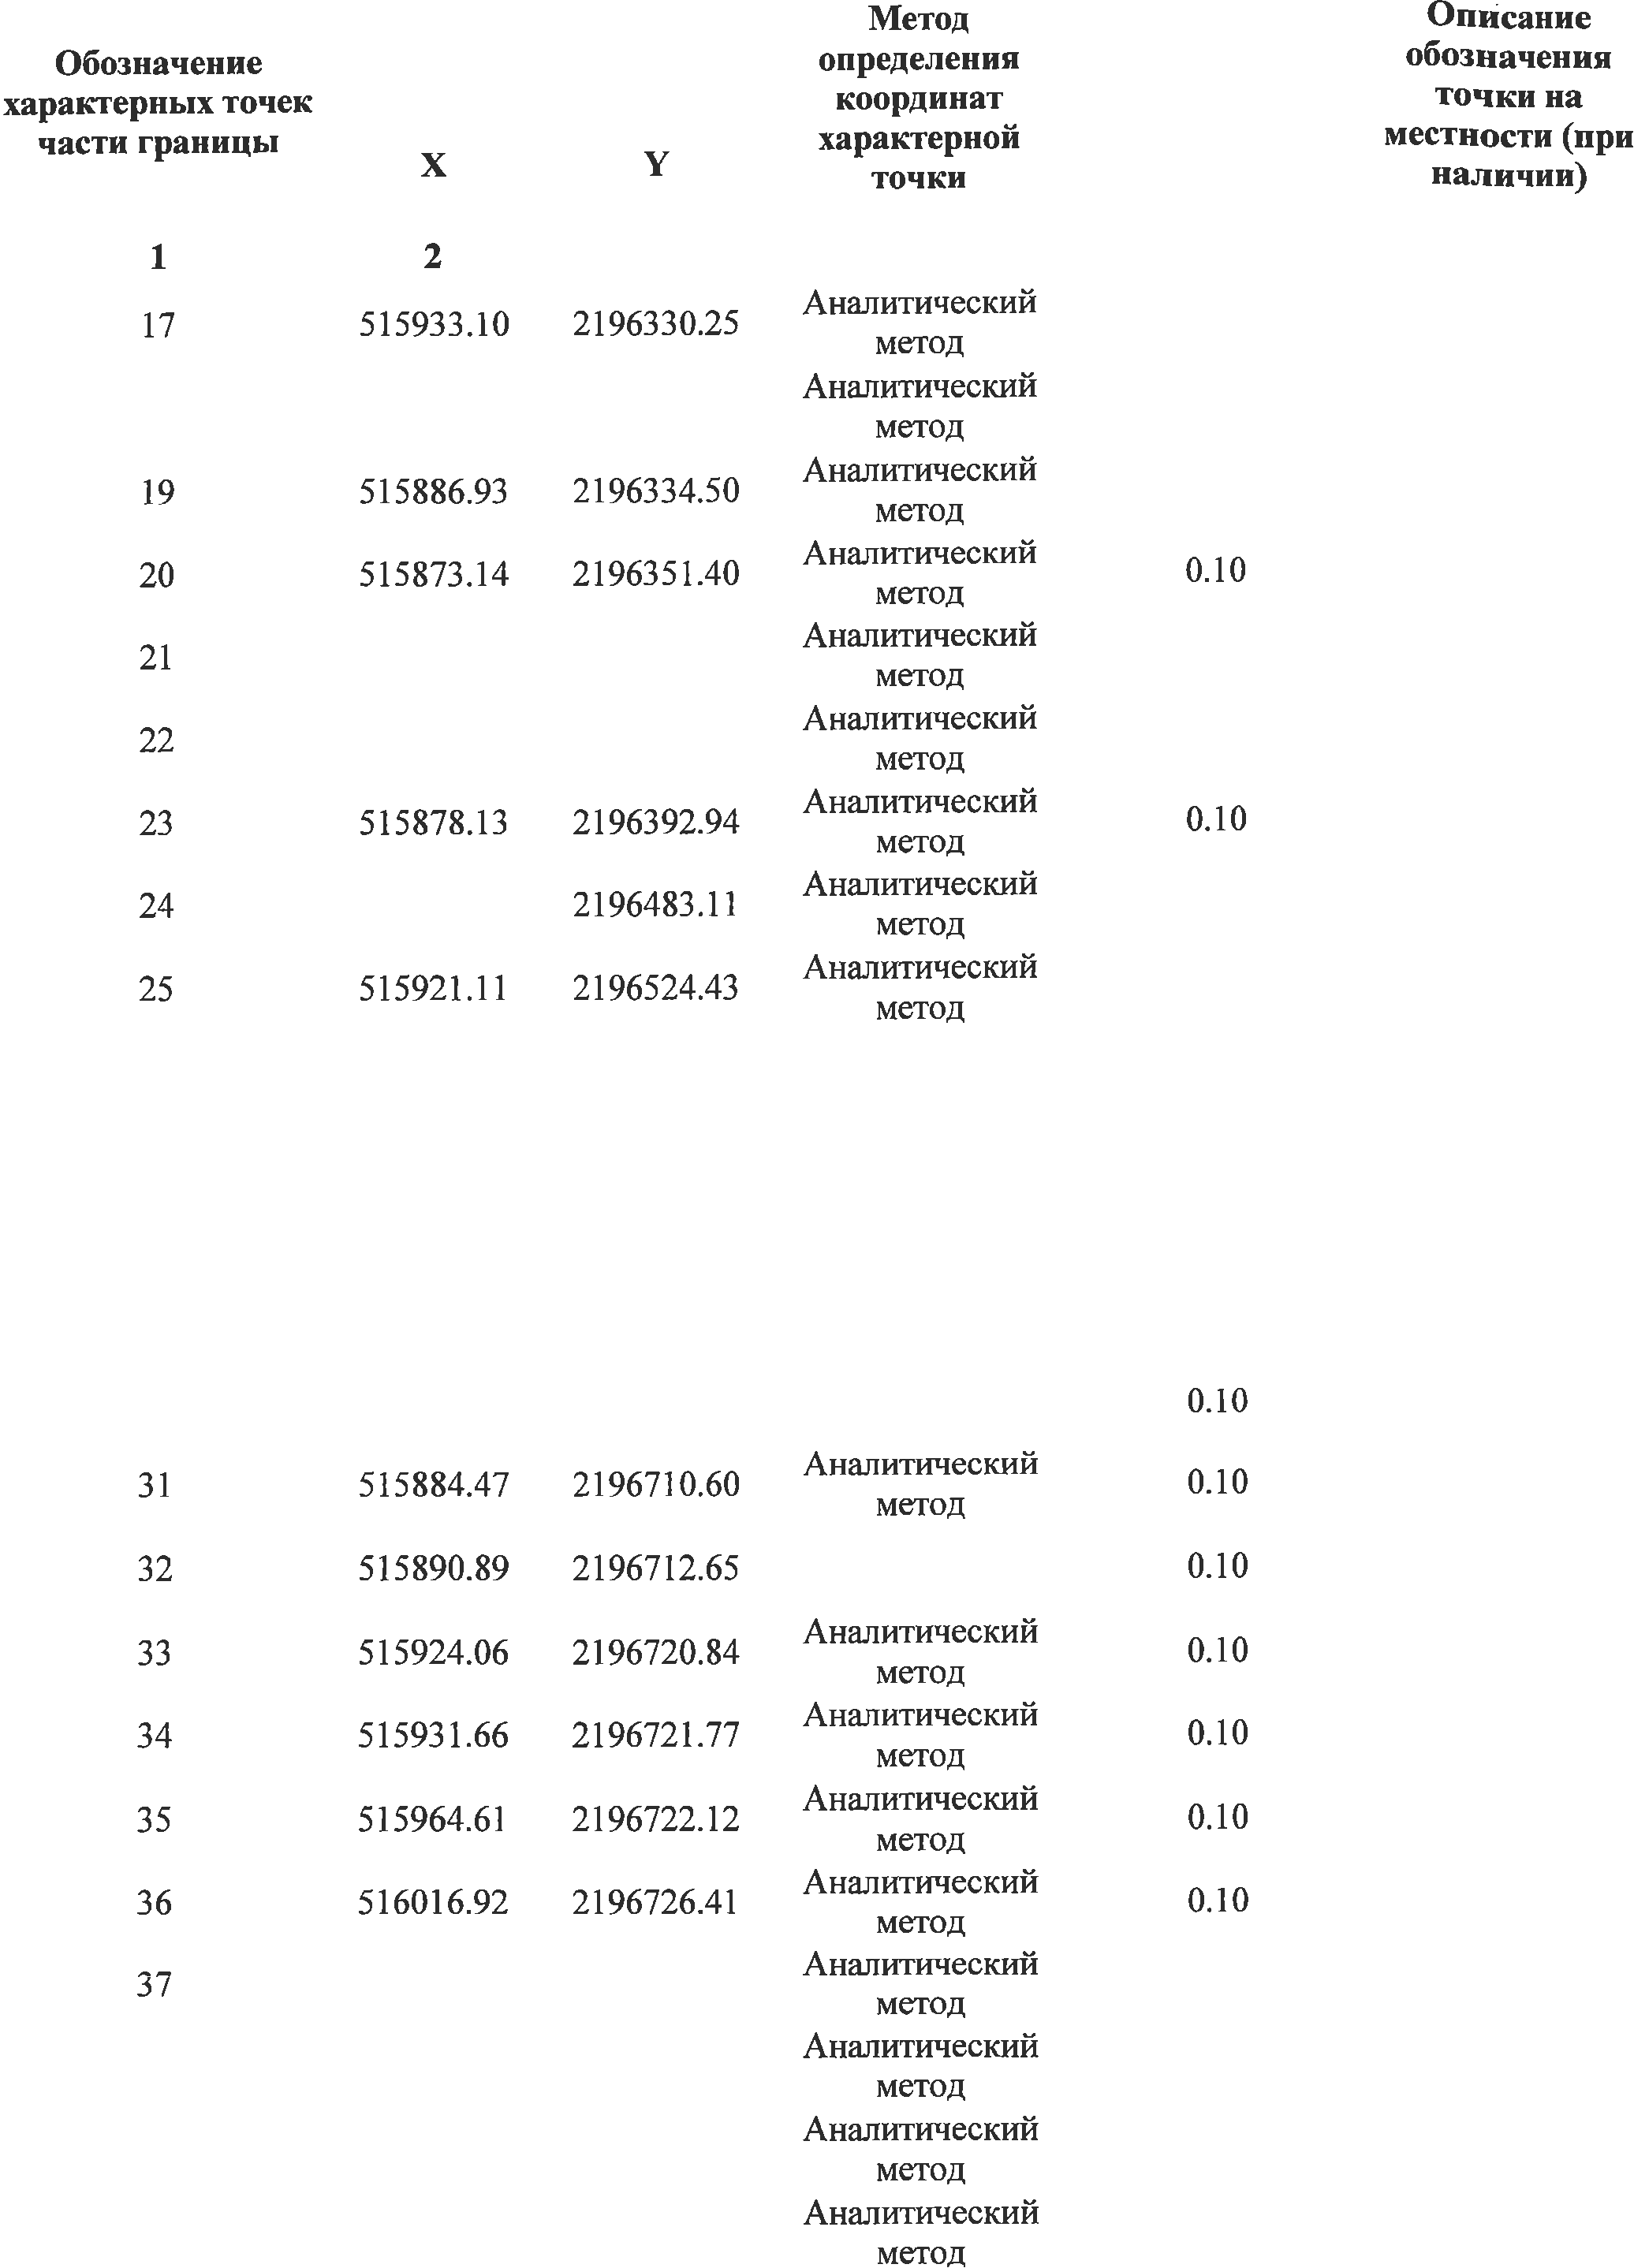 Обозначение
характерных точек
части границы
X
Y
Метод
определения
координат
характерной
точки
Описание
обозначения
точки на
местности (при
наличии)
1
2
17 515933.10 2196330.25 Аналитический
метод
Аналитический
метод
19 515886.93 2196334.50 Аналитический
метод
20 515873.14 2196351.40 Аналитический
метод 0.10
21 Аналитический
метод
22 Аналитический
метод
23 515878.13 2196392.94 Аналитический
метод 0.10
24 2196483.11 Аналитический
метод
25 515921.11 2196524.43 Аналитический
метод
0.10
31 515884.47 2196710.60 Аналитический
метод 0.10
32 515890.89 2196712.65 0.10
33 515924.06 2196720.84 Аналитический
метод 0.10
34 515931.66 2196721.77 Аналитический
метод 0.10
35 515964.61 2196722.12 Аналитический
метод 0.10
36 516016.92 2196726.41 Аналитический
метод 0.10
37 Аналитический
метод
Аналитический
метод
Аналитический
метод
Аналитический
метод